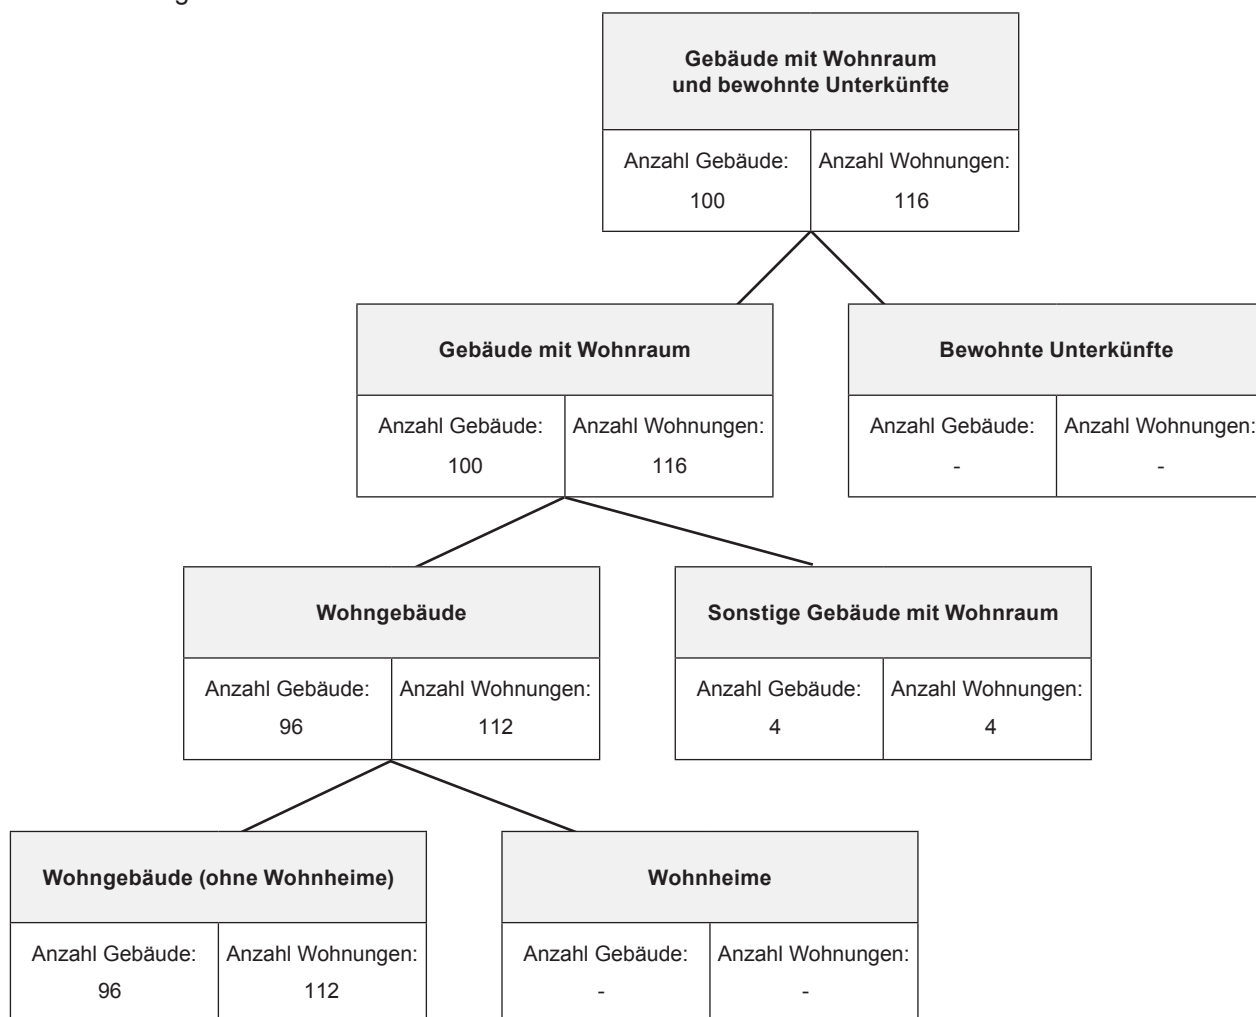 Gebäude mit Wohnraum
und bewohnte Unterkünfte
Anzahl Gebäude: Anzahl Wohnungen:
100 116
Gebäude mit Wohnraum
Anzahl Gebäude: Anzahl Wohnungen:
100 116
Bewohnte Unterkünfte
Anzahl Gebäude: Anzahl Wohnungen:
- -
Wohngebäude
Anzahl Gebäude: Anzahl Wohnungen:
96 112
Sonstige Gebäude mit Wohnraum
Anzahl Gebäude: Anzahl Wohnungen:
4 4
Wohngebäude (ohne Wohnheime)
Anzahl Gebäude: Anzahl Wohnungen:
96 112
Wohnheime
Anzahl Gebäude: Anzahl Wohnungen:
- -